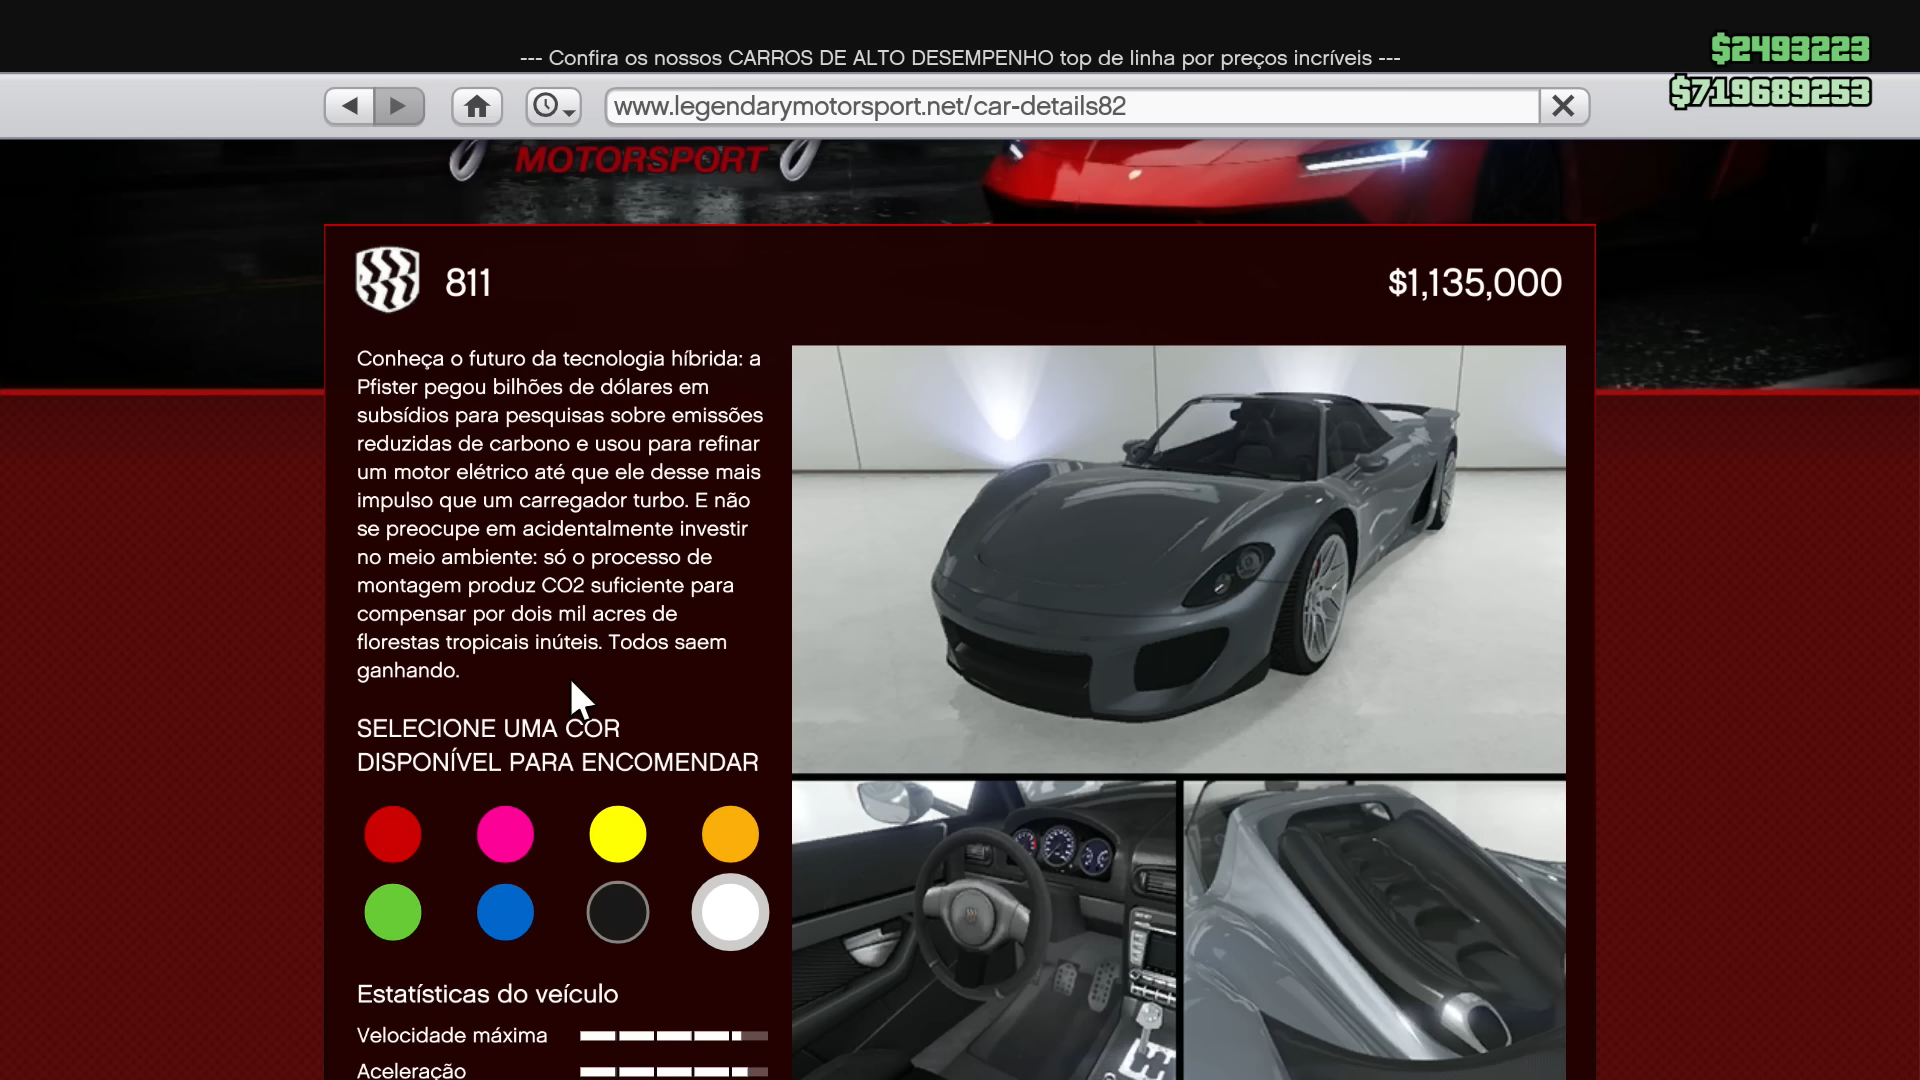 --- Confira os nossos CARROS DE ALTO DESEMPENHO top de linha por preços incríveis ---
$2493223
$719689253
www.legendarymotorsport.net/car-details82
MOTORSPORT
811
$1,135,000
Conheça o futuro da tecnologia híbrida: a
Pfister pegou bilhões de dólares em
subsídios para pesquisas sobre emissões
reduzidas de carbono e usou para refinar
um motor elétrico até que ele desse mais
impulso que um carregador turbo. E não
se preocupe em acidentalmente investir
no meio ambiente: só o processo de
montagem produz CO2 suficiente para
compensar por dois mil acres de
florestas tropicais inúteis. Todos saem
ganhando.
SELECIONE UMA COR
DISPONÍVEL PARA ENCOMENDAR
Estatísticas do veículo
Velocidade máxima
Aceleração